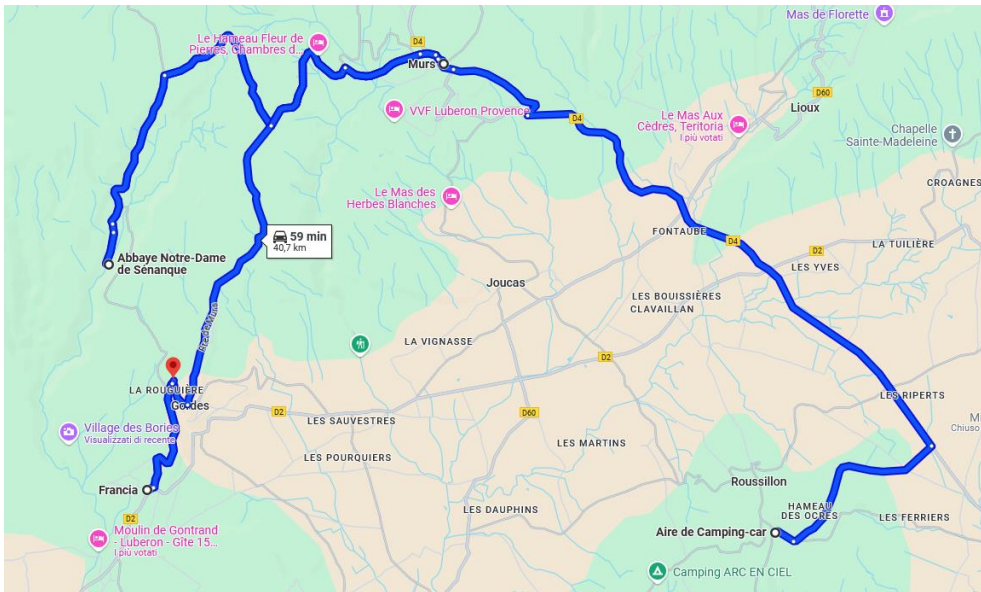 Mas de Florette
Le Hameau Fleur de
Pierres, Chambres d...
D4
Murs
D60
VVF Luberon Provence
Lioux
D4
Le Mas Aux
Cèdres, Teritoria
I più votati
Chapelle
Sainte-Madeleine
CROAGNES
Le Mas des
Herbes Blanches
59 min
40,7 km
FONTAUBE
D4
D2
LA TUILIÈRE
Abbaye Notre-Dame
de Sénanque
LES YVES
Joucas
LES BOUISSIÈRES
CLAVAILLAN
Rte de Murs
LA VIGNASSE
D2
LA ROUGUIÈRE
Gordes
LES RIPERTS
D2
D60
LES SAUVESTRES
Village des Bories
Visualizzati di recente
M
Chiuso
LES MARTINS
LES POURQUIERS
Roussillon
Francia
HAMEAU
DES OCRES
LES DAUPHINS
D2
LES FERRIERS
Moulin de Gontrand
- Luberon - Gîte 15...
I più votati
Aire de Camping-car
Camping ARC EN CIEL